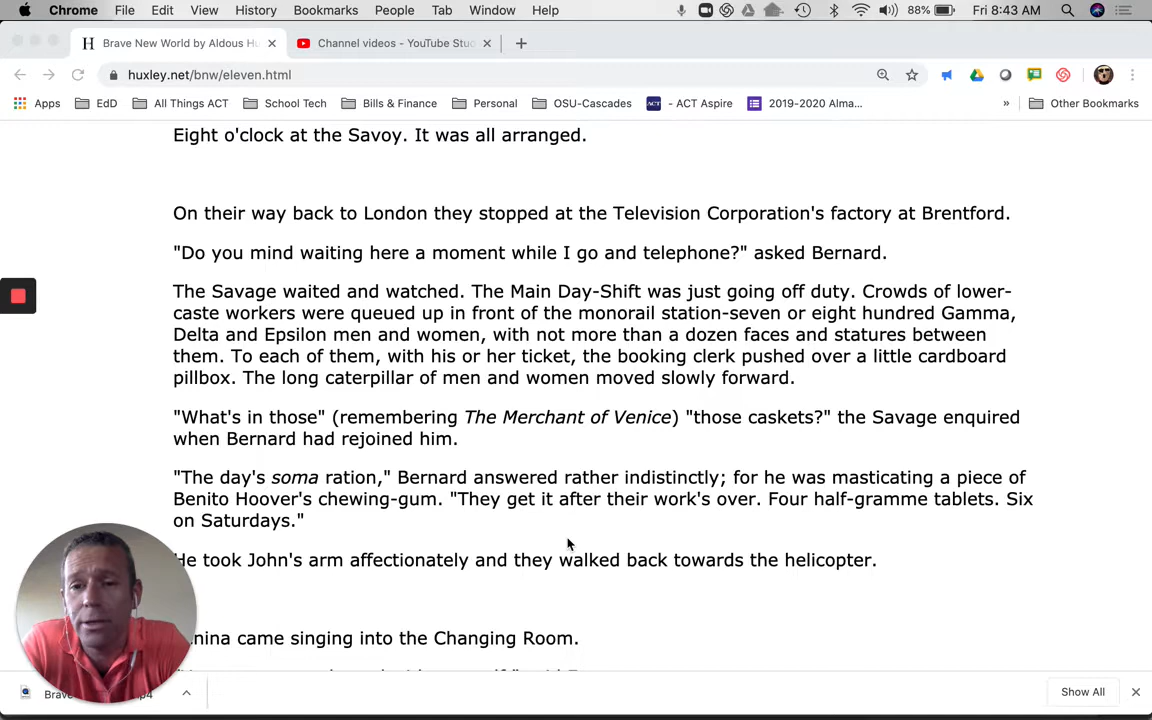 Chrome File Edit View History Bookmarks People Tab Window Help 88% Fri 8:43 AM
H Brave New World by Aldous Hu Channel videos - YouTube Stud
huxley.net/bnw/eleven.html
Apps EdD All Things ACT School Tech Bills & Finance Personal OSU-Cascades ACT - ACT Aspire 2019-2020 Alma... » Other Bookmarks
Eight o'clock at the Savoy. It was all arranged.
On their way back to London they stopped at the Television Corporation's factory at Brentford.
"Do you mind waiting here a moment while I go and telephone?" asked Bernard.
The Savage waited and watched. The Main Day-Shift was just going off duty. Crowds of lower-
caste workers were queued up in front of the monorail station-seven or eight hundred Gamma,
Delta and Epsilon men and women, with not more than a dozen faces and statures between
them. To each of them, with his or her ticket, the booking clerk pushed over a little cardboard
pillbox. The long caterpillar of men and women moved slowly forward.
"What's in those" (remembering The Merchant of Venice) "those caskets?" the Savage enquired
when Bernard had rejoined him.
"The day's soma ration," Bernard answered rather indistinctly; for he was masticating a piece of
Benito Hoover's chewing-gum. "They get it after their work's over. Four half-gramme tablets. Six
on Saturdays."
He took John's arm affectionately and they walked back towards the helicopter.
nina came singing into the Changing Room.
Brave .mp4 Show All